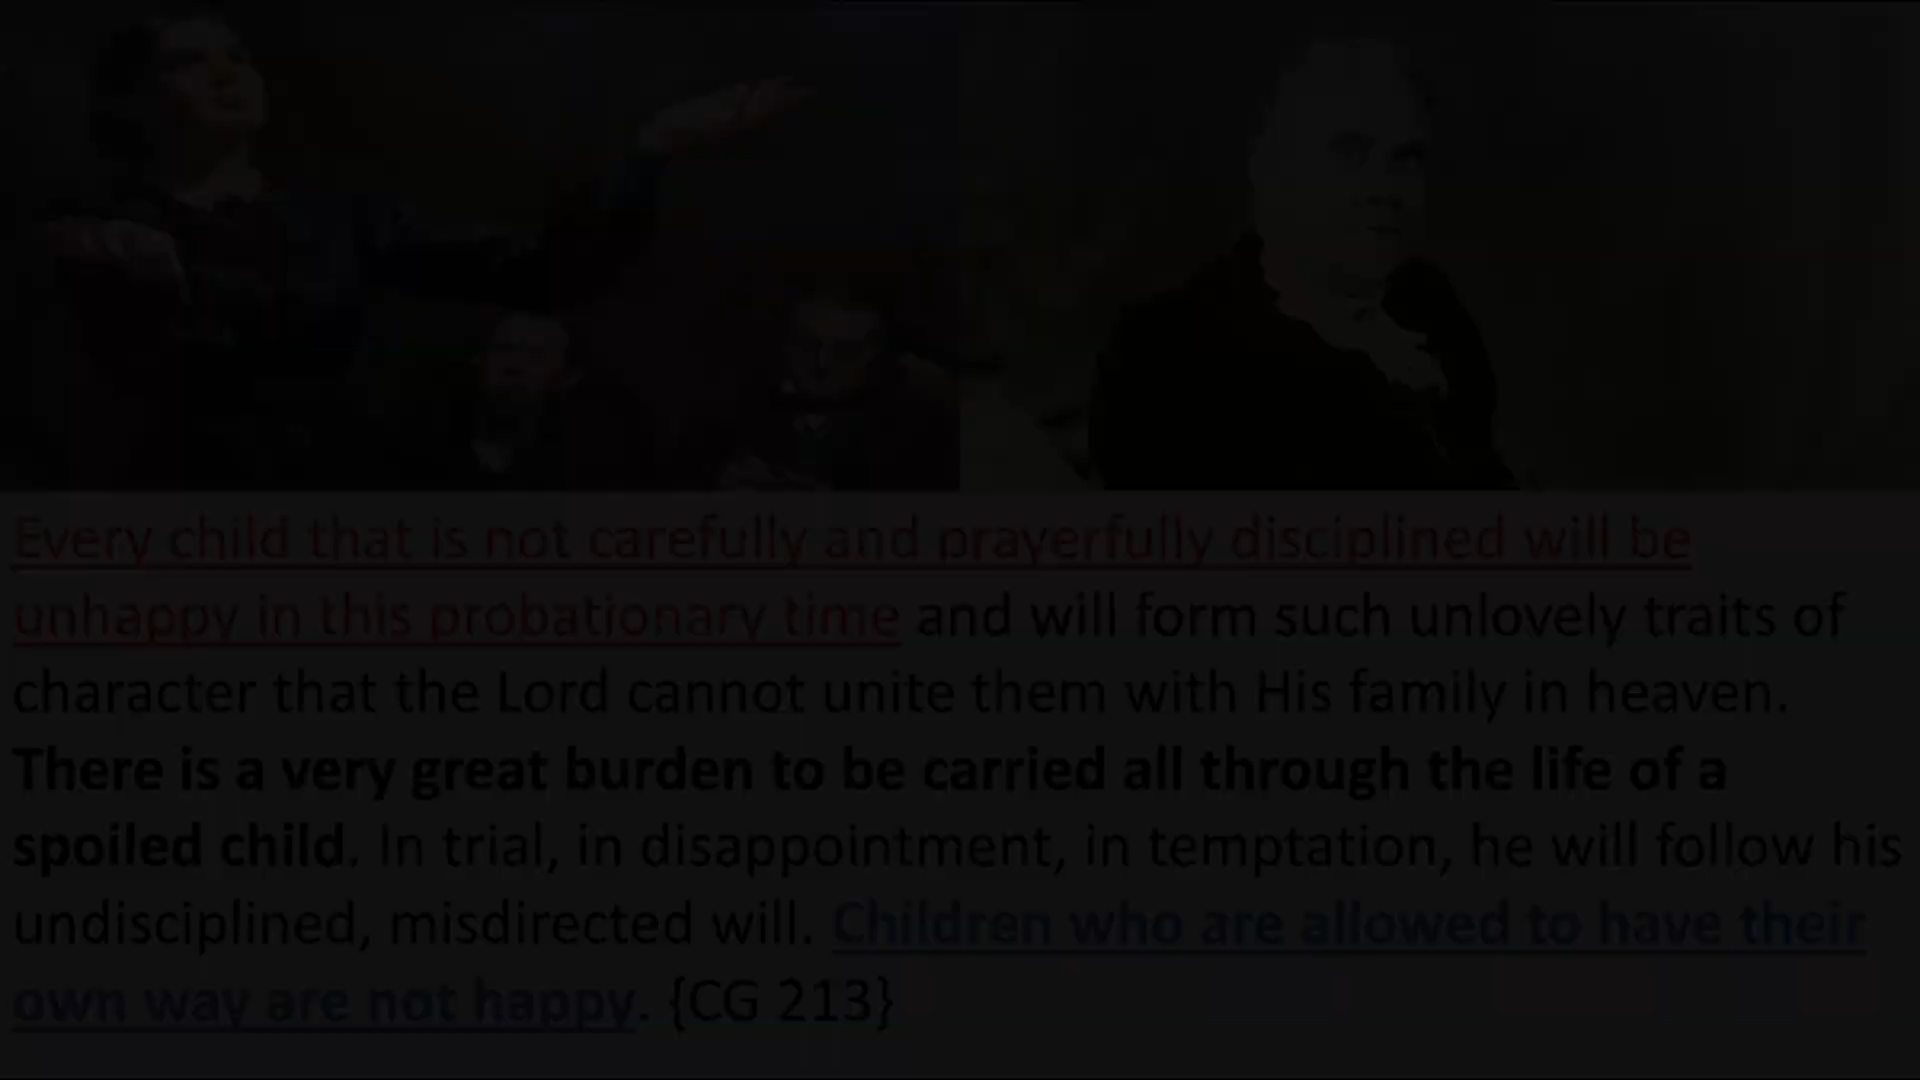 Every child that is not carefully and prayerfully disciplined will be
unhappy in this probationary time and will form such unlovely traits of
character that the Lord cannot unite them with His family in heaven.
There is a very great burden to be carried all through the life of a
spoiled child. In trial, in disappointment, in temptation, he will follow his
undisciplined, misdirected will. Children who are allowed to have their
own way are not happy. {CG 213}